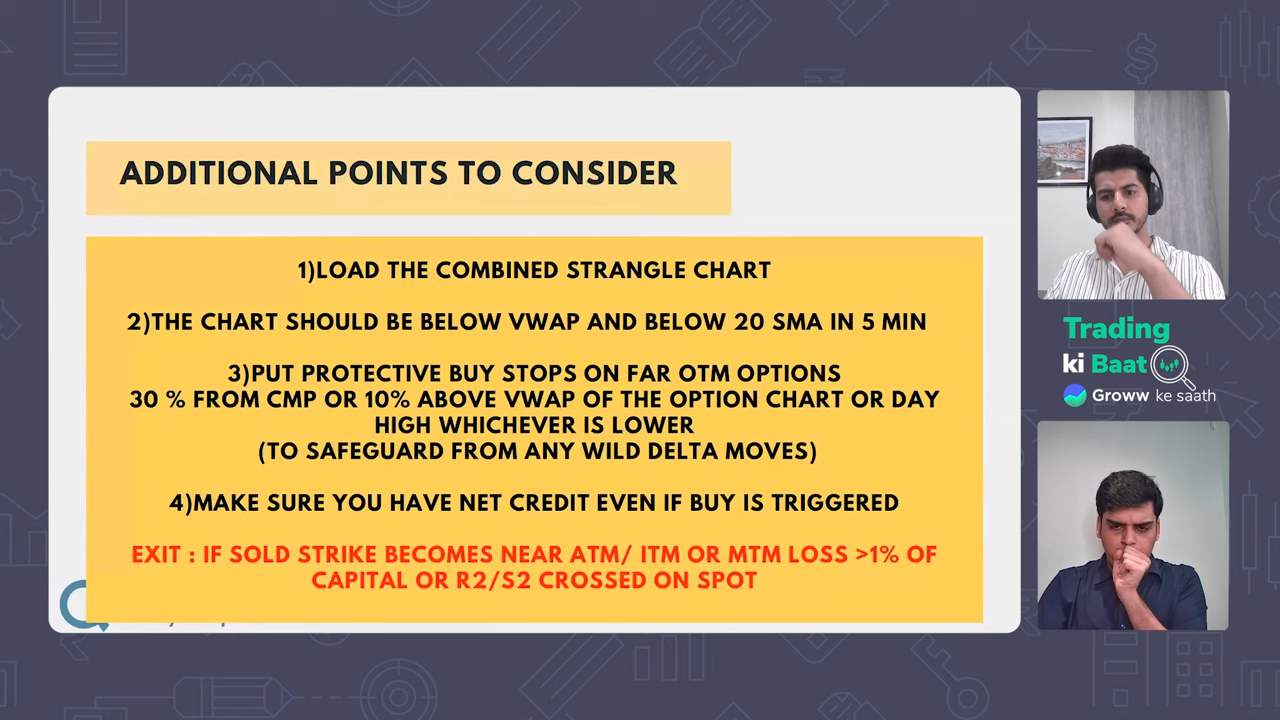 ADDITIONAL POINTS TO CONSIDER
1)LOAD THE COMBINED STRANGLE CHART
2)THE CHART SHOULD BE BELOW VWAP AND BELOW 20 SMA IN 5 MIN
3)PUT PROTECTIVE BUY STOPS ON FAR OTM OPTIONS
30 % FROM CMP OR 10% ABOVE VWAP OF THE OPTION CHART OR DAY
HIGH WHICHEVER IS LOWER
(TO SAFEGUARD FROM ANY WILD DELTA MOVES)
4)MAKE SURE YOU HAVE NET CREDIT EVEN IF BUY IS TRIGGERED
EXIT : IF SOLD STRIKE BECOMES NEAR ATM/ ITM OR MTM LOSS >1% OF
CAPITAL OR R2/S2 CROSSED ON SPOT
Trading
ki Baat
Groww ke saath